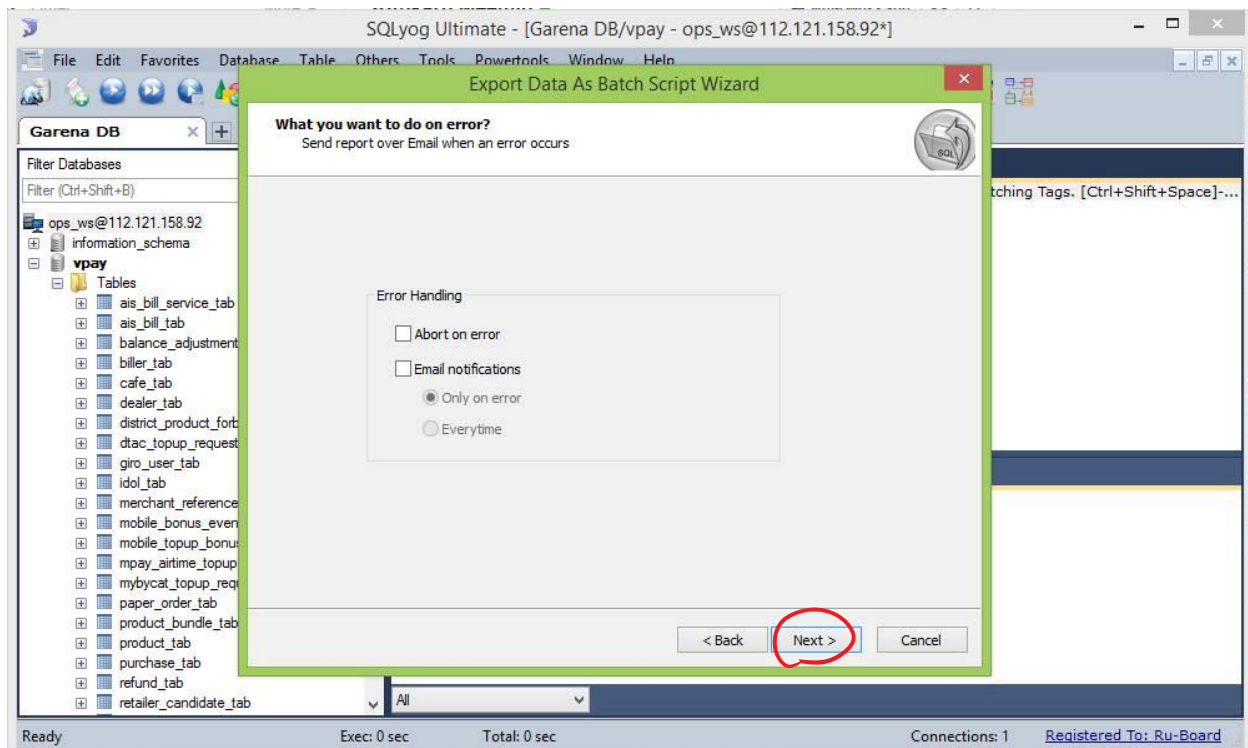 SQLyog Ultimate - [Garena DB/vpay - ops_ws@112.121.158.92*]
File Edit Favorites Database Table Others Tools Powertools Window Help
Export Data As Batch Script Wizard
Garena DB
What you want to do on error?
Send report over Email when an error occurs
SQL
Filter Databases
Filter (Ctrl+Shift+B)
tching Tags. [Ctrl+Shift+Space]-...
ops_ws@112.121.158.92
information_schema
vpay
Tables
ais_bill_service_tab
ais_bill_tab
balance_adjustment
biller_tab
cafe_tab
dealer_tab
district_product_forb
dtac_topup_request
giro_user_tab
idol_tab
merchant_reference
mobile_bonus_even
mobile_topup_bonus
mpay_airtime_topup
mybycat_topup_requ
paper_order_tab
product_bundle_tab
product_tab
purchase_tab
refund_tab
retailer_candidate_tab
Error Handling
Abort on error
Email notifications
Only on error
Everytime
< Back Next > Cancel
All
Ready Exec: 0 sec Total: 0 sec Connections: 1 Registered To: Ru-Board